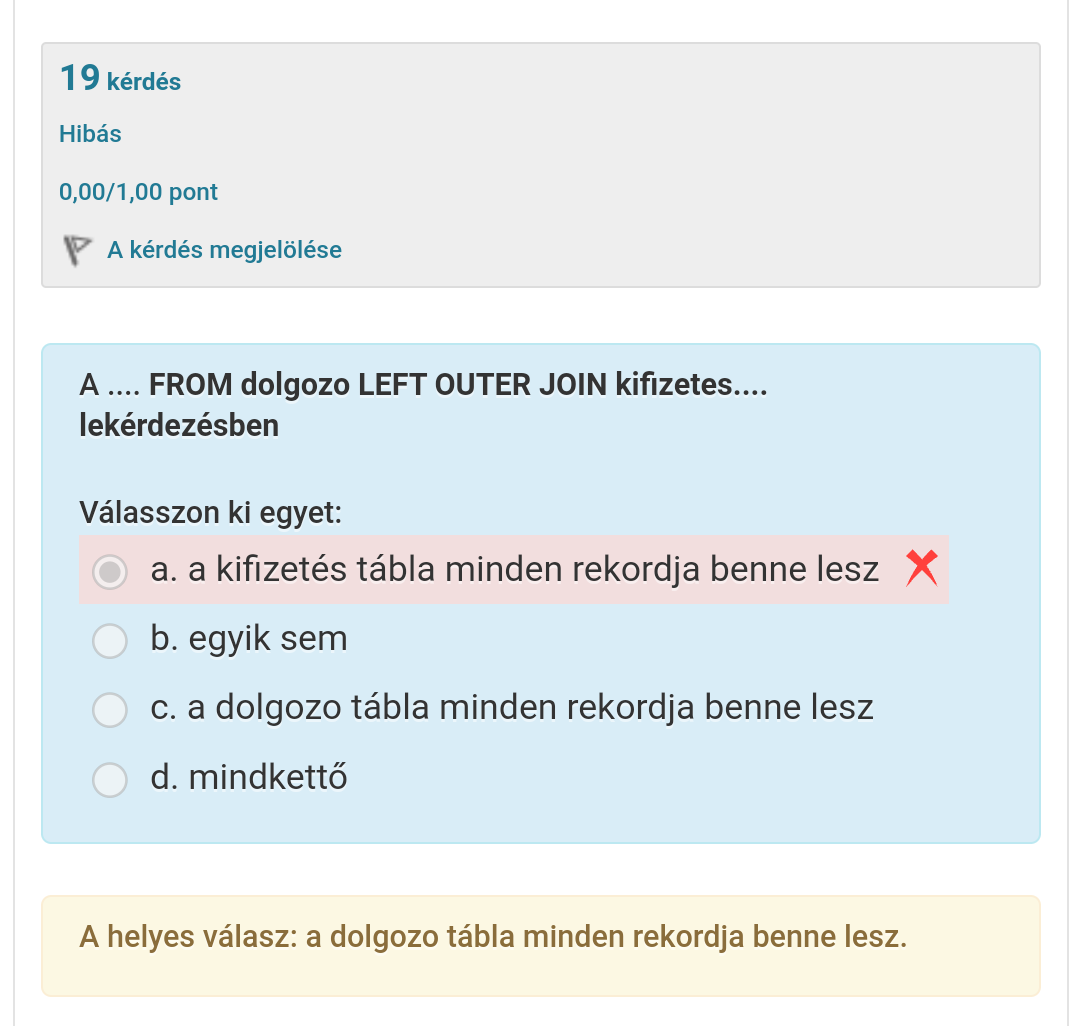 19 kérdés
Hibás
0,00/1,00 pont
A kérdés megjelölése
A .... FROM dolgozo LEFT OUTER JOIN kifizetes....
lekérdezésben
Válasszon ki egyet:
a. a kifizetés tábla minden rekordja benne lesz
b. egyik sem
c. a dolgozo tábla minden rekordja benne lesz
d. mindkettő
A helyes válasz: a dolgozo tábla minden rekordja benne lesz.